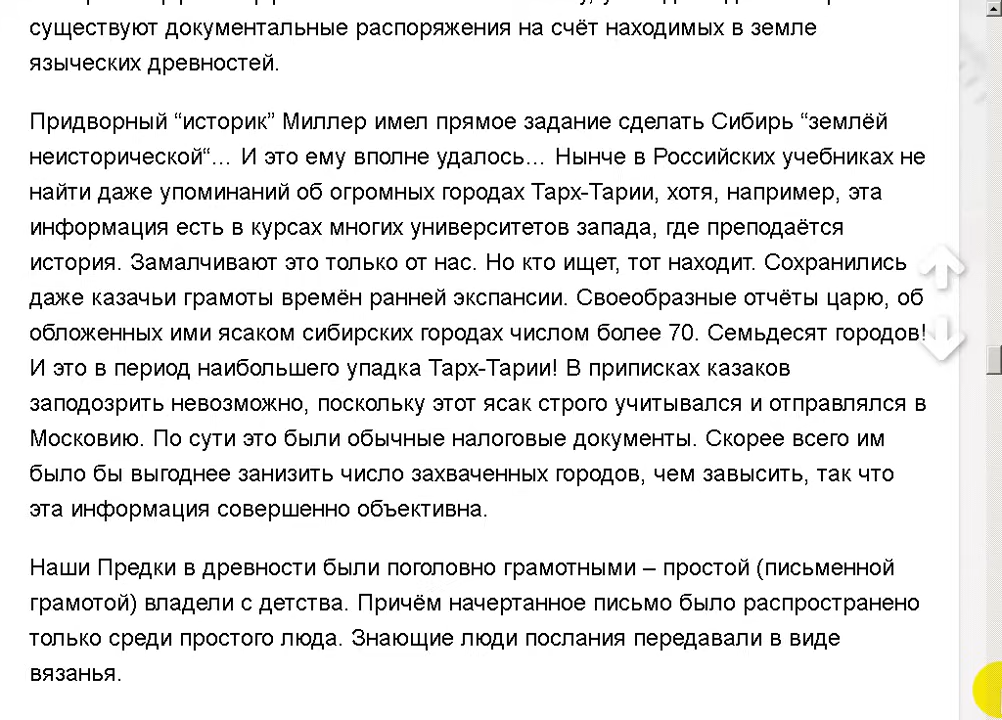 существуют документальные распоряжения на счёт находимых в земле
языческих древностей.
Придворный “историк” Миллер имел прямое задание сделать Сибирь “землёй
неисторической“… И это ему вполне удалось… Нынче в Российских учебниках не
найти даже упоминаний об огромных городах Тарх-Тарии, хотя, например, эта
информация есть в курсах многих университетов запада, где преподаётся
история. Замалчивают это только от нас. Но кто ищет, тот находит. Сохранились
даже казачьи грамоты времён ранней экспансии. Своеобразные отчёты царю, об
обложенных ими ясаком сибирских городах числом более 70. Семьдесят городов!
И это в период наибольшего упадка Тарх-Тарии! В приписках казаков
заподозрить невозможно, поскольку этот ясак строго учитывался и отправлялся в
Московию. По сути это были обычные налоговые документы. Скорее всего им
было бы выгоднее занизить число захваченных городов, чем завысить, так что
эта информация совершенно объективна.
Наши Предки в древности были поголовно грамотными – простой (письменной
грамотой) владели с детства. Причём начертанное письмо было распространено
только среди простого люда. Знающие люди послания передавали в виде
вязанья.